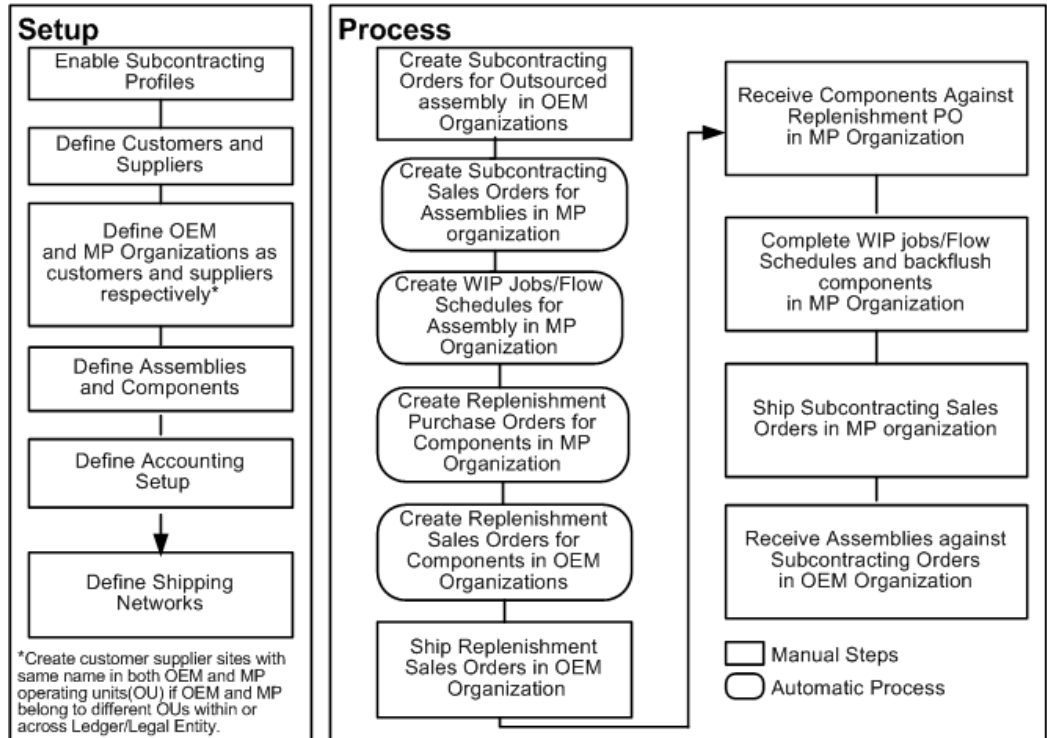 Setup
Enable Subcontracting
Profiles
Define Customers and
Suppliers
Define OEM
and MP Organizations as
customers and suppliers
respectively*
Define Assemblies
and Components
Define Accounting
Setup
Define Shipping
Networks
*Create customer supplier sites with
same name in both OEM and MP
operating units(OU) if OEM and MP
belong to different OUs within or
across Ledger/Legal Entity.
Process
Create Subcontracting
Orders for Outsourced
assembly in OEM
Organizations
Create Subcontracting
Sales Orders for
Assemblies in MP
organization
Create WIP Jobs/Flow
Schedules for
Assembly in MP
Organization
Create Replenishment
Purchase Orders for
Components in MP
Organization
Create Replenishment
Sales Orders for
Components in OEM
Organizations
Ship Replenishment
Sales Orders in OEM
Organization
Receive Components Against
Replenishment PO
in MP Organization
Complete WIP jobs/Flow
Schedules and backflush
components
in MP Organization
Ship Subcontracting Sales
Orders in MP organization
Receive Assemblies against
Subcontracting Orders
in OEM Organization
Manual Steps
Automatic Process